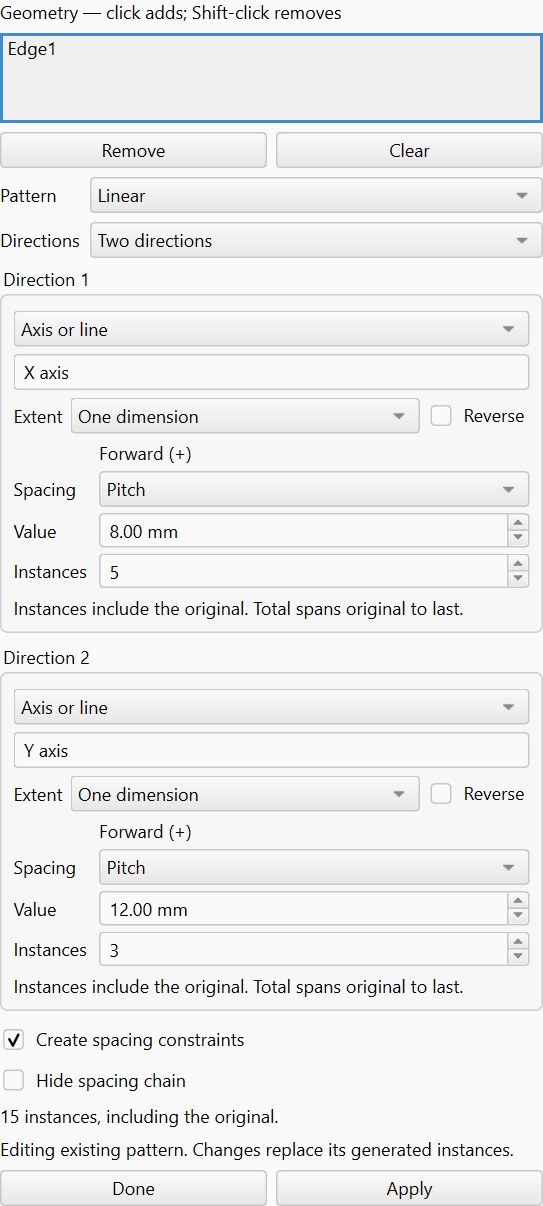 Geometry — click adds; Shift-click removes
Edge1
Remove Clear
Pattern Linear
Directions Two directions
Direction 1
Axis or line
X axis
Extent One dimension Reverse
Forward (+)
Spacing Pitch
Value 8.00 mm
Instances 5
Instances include the original. Total spans original to last.
Direction 2
Axis or line
Y axis
Extent One dimension Reverse
Forward (+)
Spacing Pitch
Value 12.00 mm
Instances 3
Instances include the original. Total spans original to last.
Create spacing constraints
Hide spacing chain
15 instances, including the original.
Editing existing pattern. Changes replace its generated instances.
Done Apply